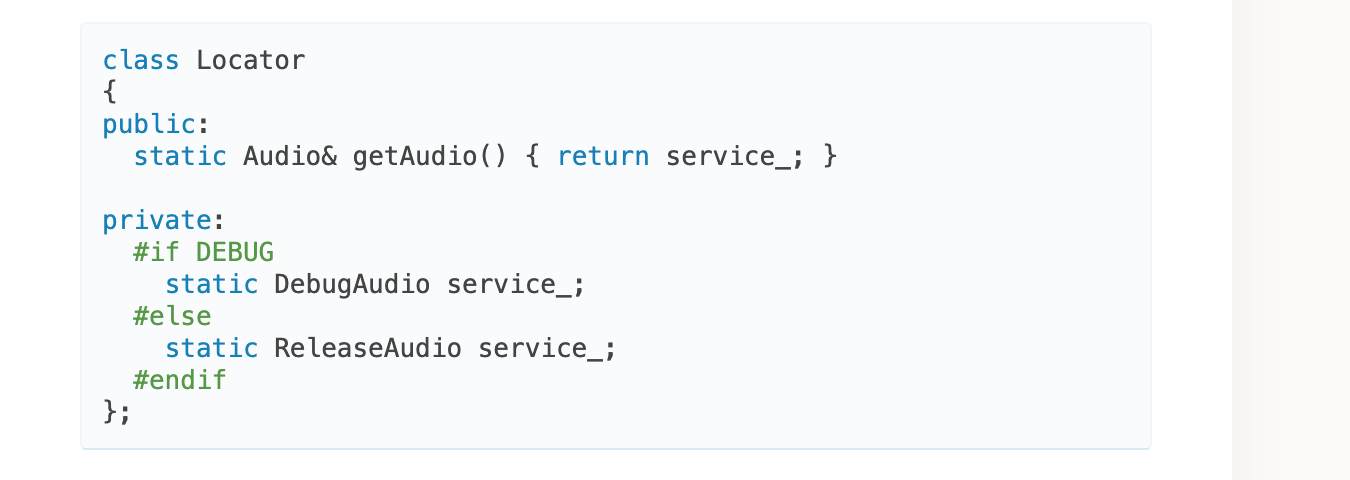 class Locator
{
public:
  static Audio& getAudio() { return service_; }

private:
  #if DEBUG
    static DebugAudio service_;
  #else
    static ReleaseAudio service_;
  #endif
};